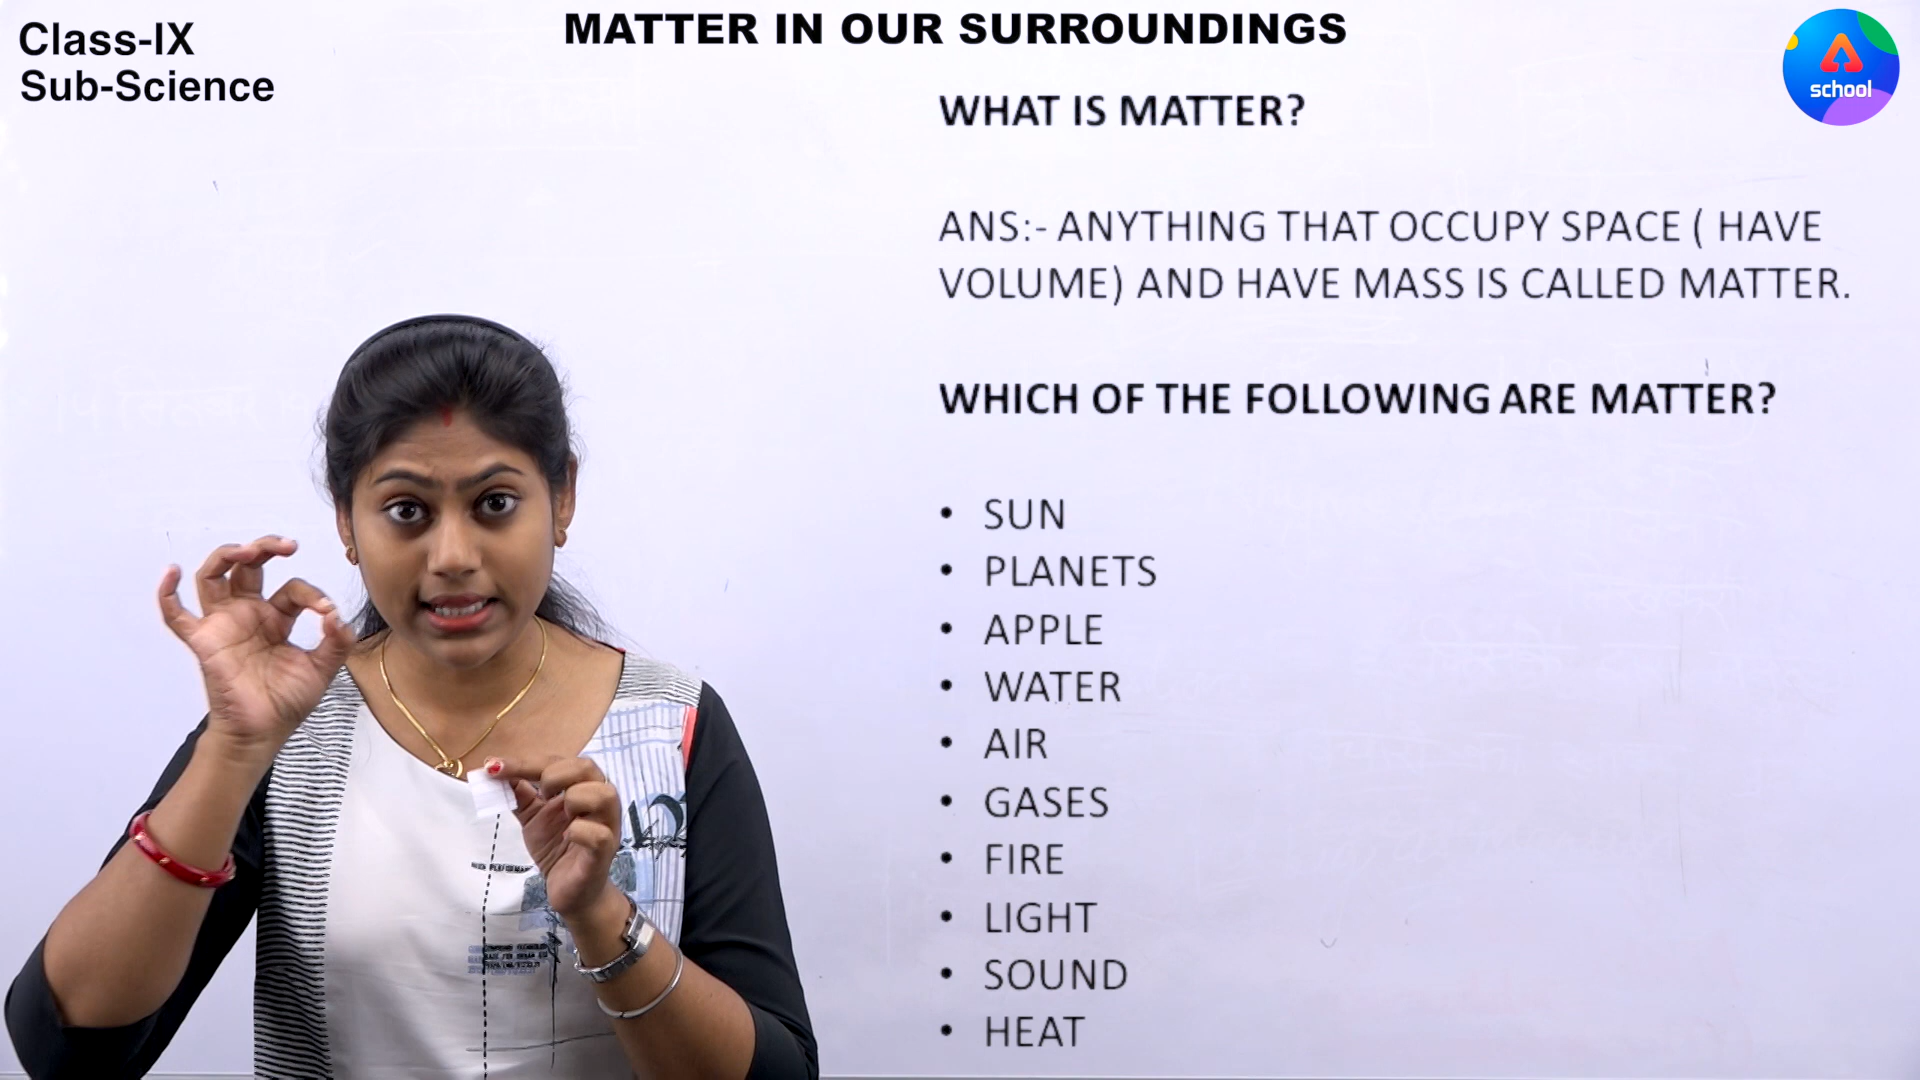 Class-IX
Sub-Science
MATTER IN OUR SURROUNDINGS
school
WHAT IS MATTER?
ANS:- ANYTHING THAT OCCUPY SPACE ( HAVE
VOLUME) AND HAVE MASS IS CALLED MATTER.
WHICH OF THE FOLLOWING ARE MATTER?
• SUN
• PLANETS
• APPLE
• WATER
• AIR
• GASES
• FIRE
• LIGHT
• SOUND
• HEAT